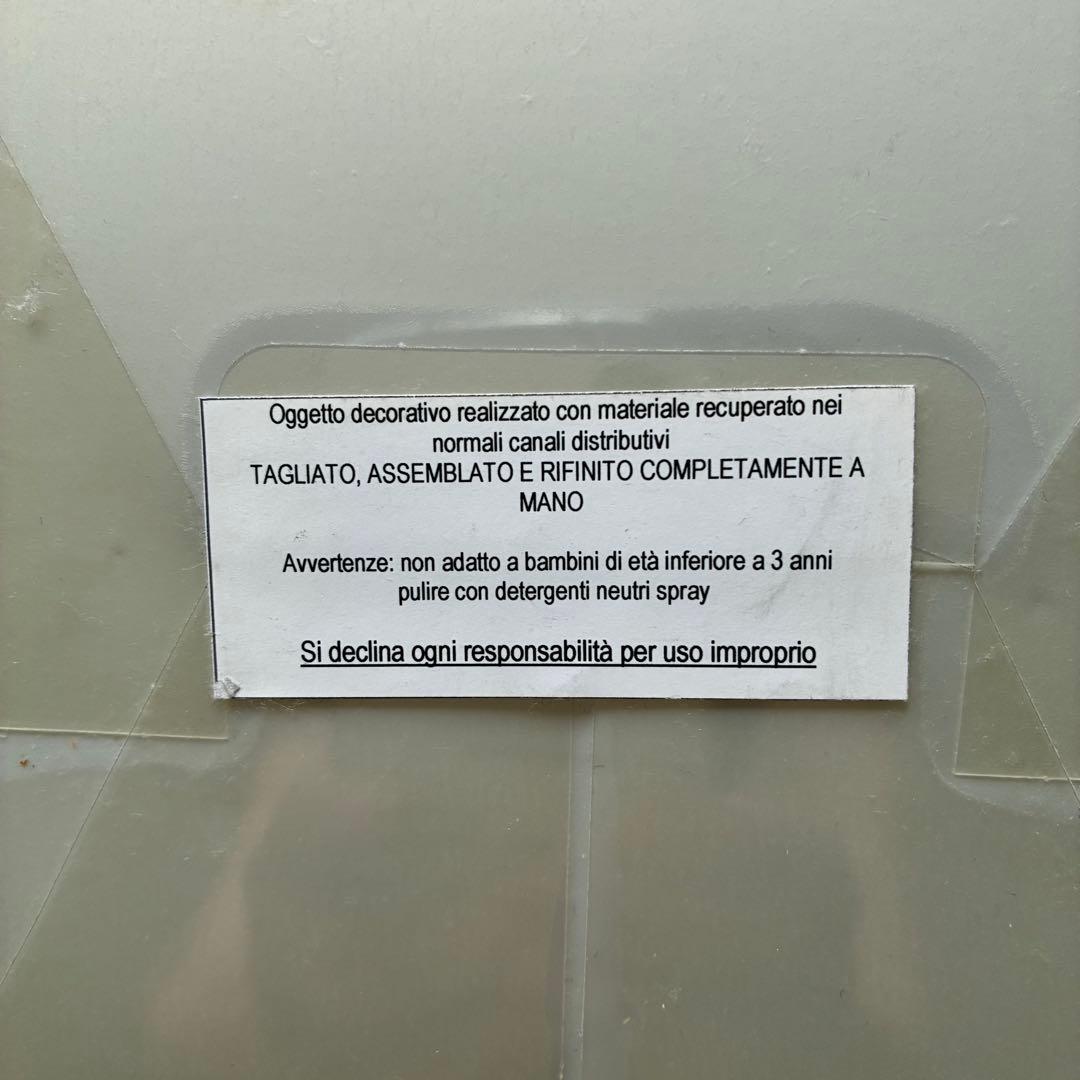 Oggetto decorativo realizzato con materiale recuperato nei
normali canali distributivi
TAGLIATO, ASSEMBLATO E RIFINITO COMPLETAMENTE A
MANO
Avvertenze: non adatto a bambini di età inferiore a 3 anni
pulire con detergenti neutri spray
Si declina ogni responsabilità per uso improprio